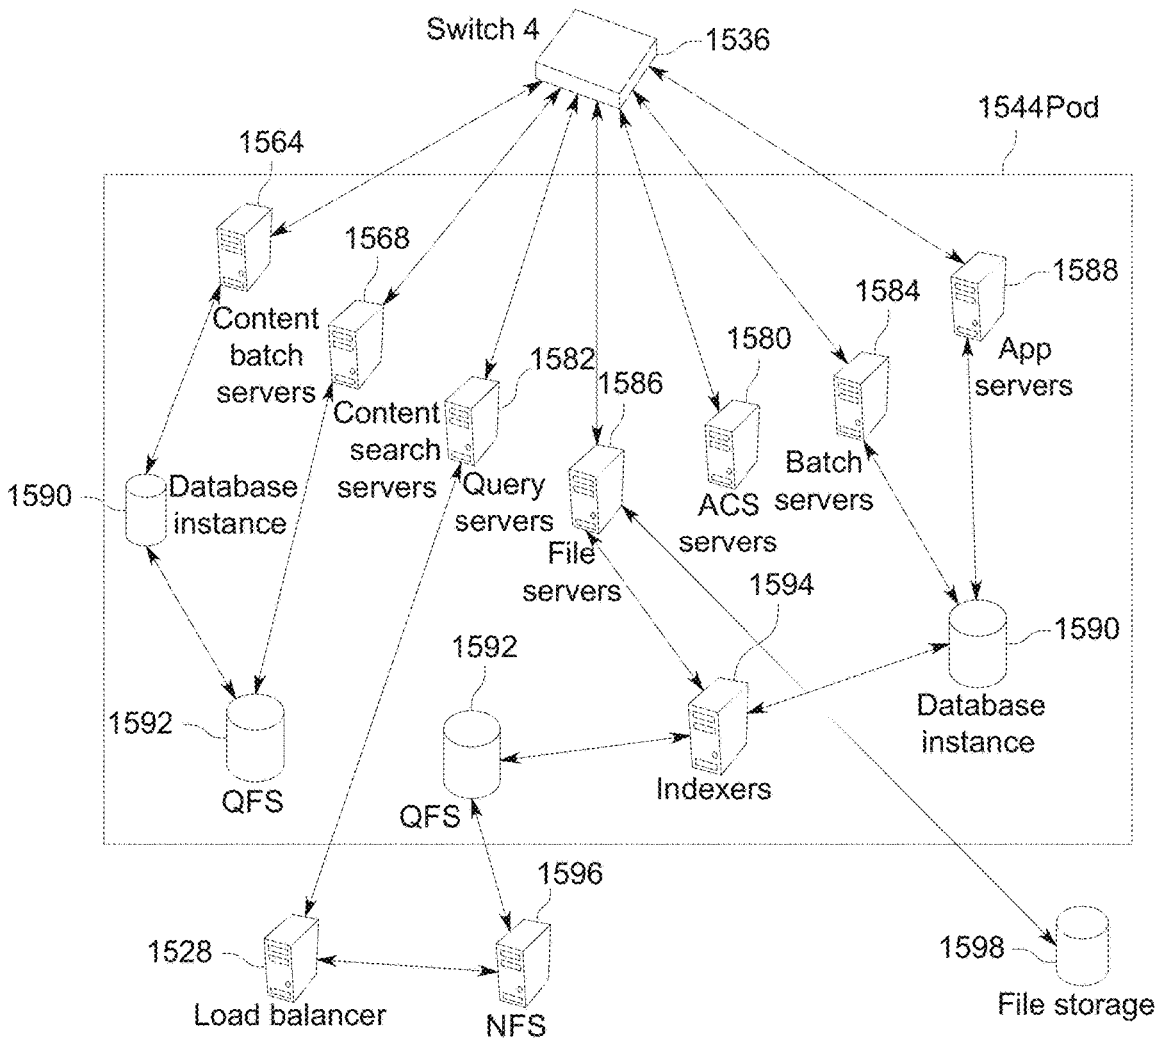 Switch 4
1536
1544Pod
1564
1568
1588
1584
1580
1582
1586
Content
batch
servers
App
servers
Content
search
servers
Batch
servers
Query
servers
ACS
servers
1590
Database
instance
File
servers
1594
1590
1592
1592
Database
instance
Indexers
QFS
QFS
1596
1528
1598
Load balancer
NFS
File storage